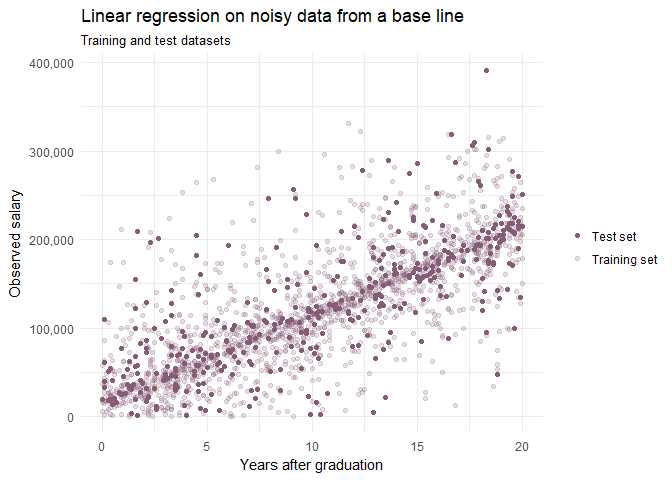 Linear regression on noisy data from a base line
Training and test datasets
400,000
300,000
200,000
100,000
0
Observed salary
0 5 10 15 20
Years after graduation
Test set
Training set